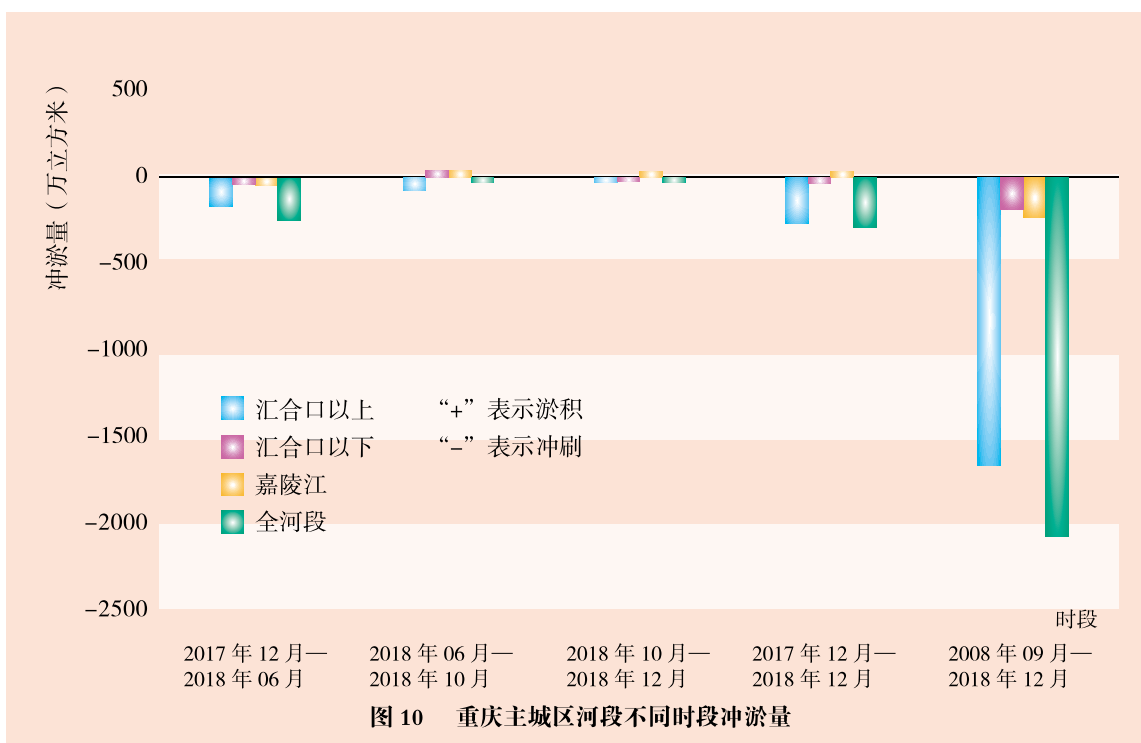 冲淤量（万立方米）
500
0
–500
–1000
–1500
–2000
–2500
汇合口以上 “+”表示淤积
汇合口以下 “–”表示冲刷
嘉陵江
全河段
时段
2017 年 12 月—
2018 年 06 月
2018 年 06 月—
2018 年 10 月
2018 年 10 月—
2018 年 12 月
2017 年 12 月—
2018 年 12 月
2008 年 09 月—
2018 年 12 月
图 10 重庆主城区河段不同时段冲淤量